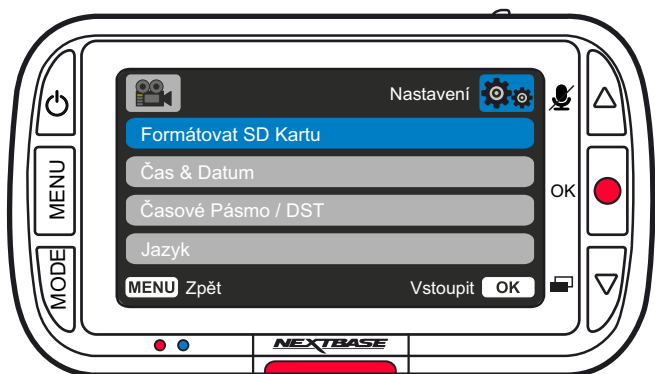 Nastavení
Formátovat SD Kartu
Čas & Datum
Časové Pásmo / DST
Jazyk
MENU Zpět
Vstoupit OK
MENU
MODE
OK
NEXTBASE